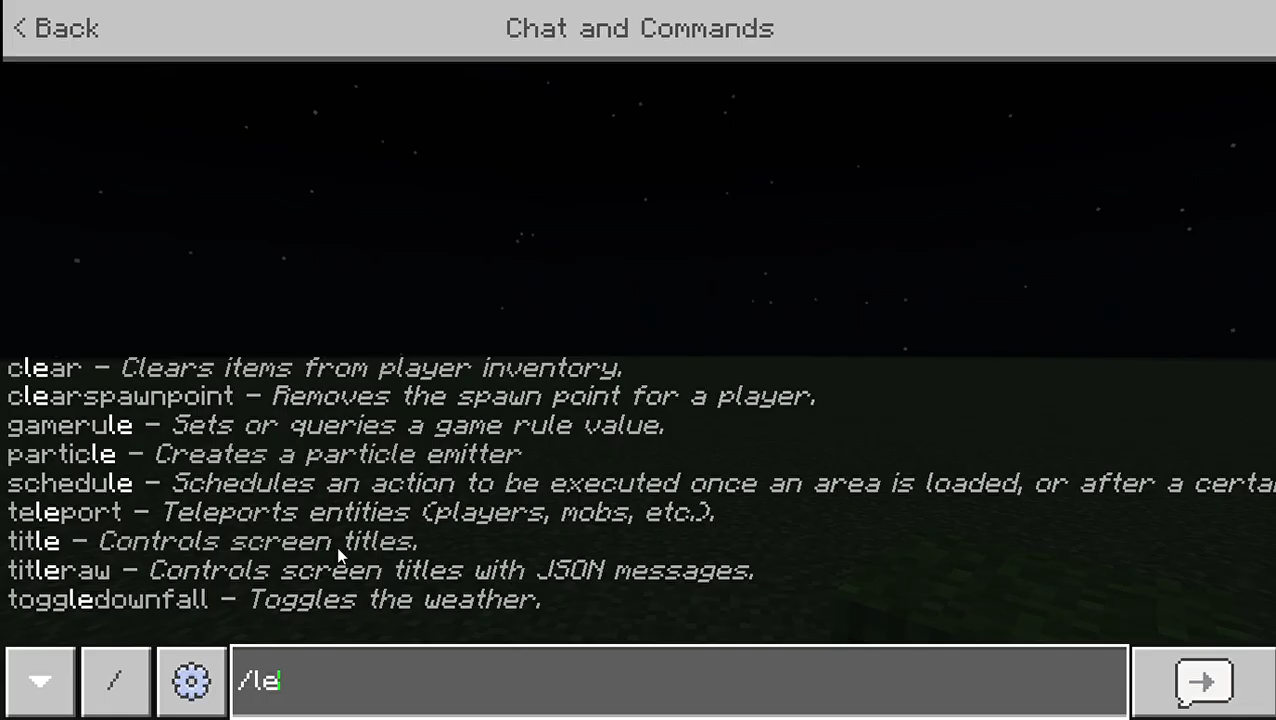 Back
Chat and Commands
clear - Clears items from player inventory.
clearspawnpoint - Removes the spawn point for a player.
gamerule - Sets or queries a game rule value.
particle - Creates a particle emitter
schedule - Schedules an action to be executed once an area is loaded, or after a certa
teleport - Teleports entities (players, mobs, etc.).
title - Controls screen titles.
titleraw - Controls screen titles with JSON messages.
toggledownfall - Toggles the weather.
/
/le